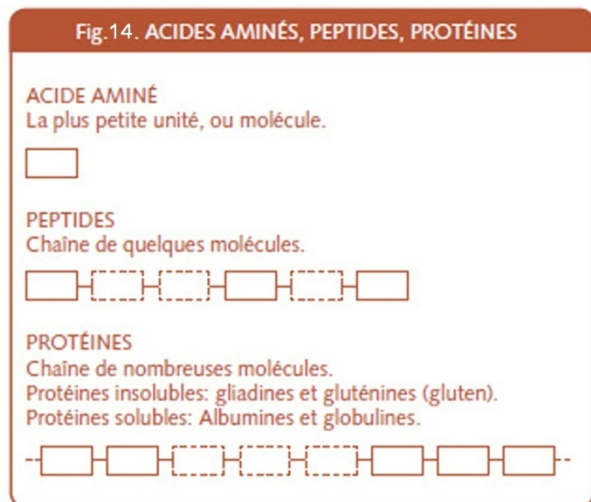 Fig.14. ACIDES AMINÉS, PEPTIDES, PROTÉINES
ACIDE AMINÉ
La plus petite unité, ou molécule.
PEPTIDES
Chaîne de quelques molécules.
PROTÉINES
Chaîne de nombreuses molécules.
Protéines insolubles: gliadines et gluténines (gluten).
Protéines solubles: Albumines et globulines.